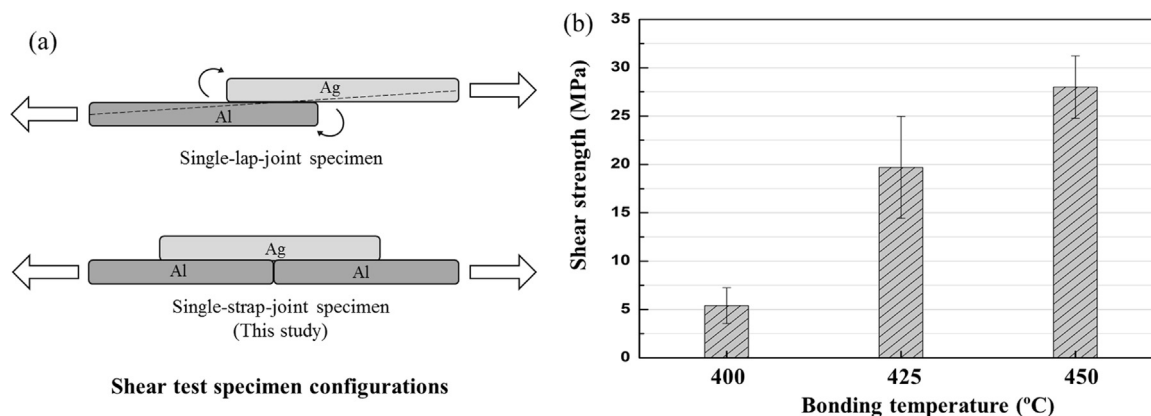 (a)
Ag
Al
Single-lap-joint specimen
Ag
Al Al
Single-strap-joint specimen
(This study)
Shear test specimen configurations
(b)
Shear strength (MPa)
35
30
25
20
15
10
5
0
400 425 450
Bonding temperature (ºC)